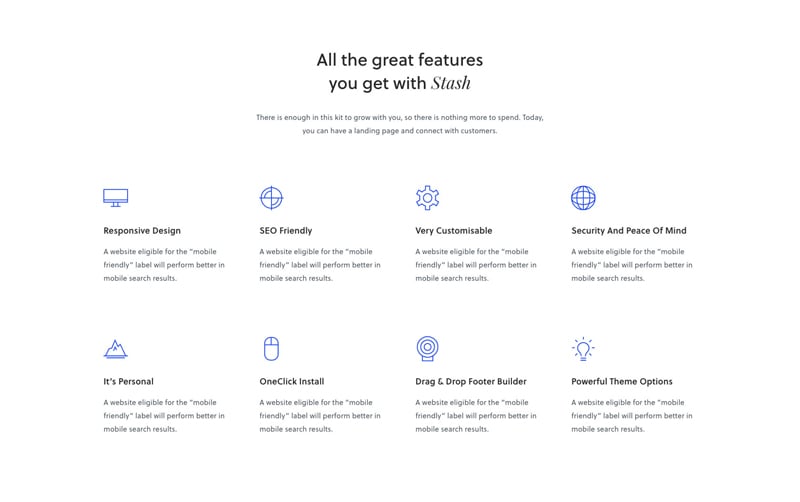 All the great features
you get with Stash
There is enough in this kit to grow with you, so there is nothing more to spend. Today,
you can have a landing page and connect with customers.
Responsive Design
A website eligible for the “mobile
friendly” label will perform better in
mobile search results.
SEO Friendly
A website eligible for the “mobile
friendly” label will perform better in
mobile search results.
Very Customisable
A website eligible for the “mobile
friendly” label will perform better in
mobile search results.
Security And Peace Of Mind
A website eligible for the “mobile
friendly” label will perform better in
mobile search results.
It's Personal
A website eligible for the “mobile
friendly” label will perform better in
mobile search results.
OneClick Install
A website eligible for the “mobile
friendly” label will perform better in
mobile search results.
Drag & Drop Footer Builder
A website eligible for the “mobile
friendly” label will perform better in
mobile search results.
Powerful Theme Options
A website eligible for the “mobile
friendly” label will perform better in
mobile search results.